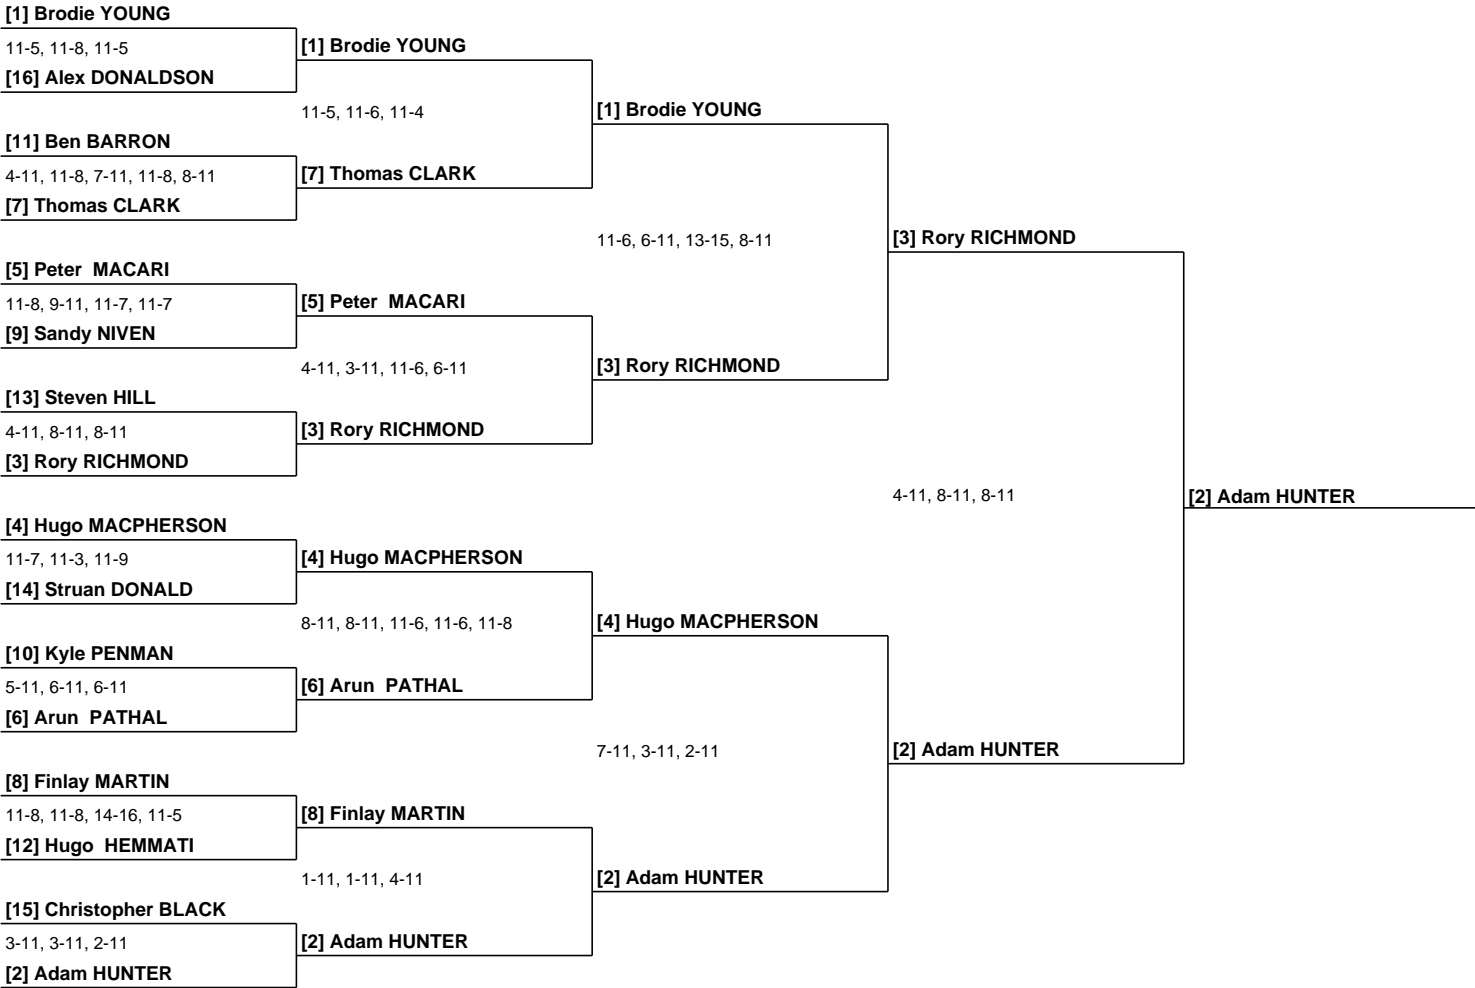 [1] Brodie YOUNG
11-5, 11-8, 11-5
[16] Alex DONALDSON
[11] Ben BARRON
4-11, 11-8, 7-11, 11-8, 8-11
[7] Thomas CLARK
[5] Peter  MACARI
11-8, 9-11, 11-7, 11-7
[9] Sandy NIVEN
[13] Steven HILL
4-11, 8-11, 8-11
[3] Rory RICHMOND
[4] Hugo MACPHERSON
11-7, 11-3, 11-9
[14] Struan DONALD
[10] Kyle PENMAN
5-11, 6-11, 6-11
[6] Arun  PATHAL
[8] Finlay MARTIN
11-8, 11-8, 14-16, 11-5
[12] Hugo  HEMMATI
[15] Christopher BLACK
3-11, 3-11, 2-11
[2] Adam HUNTER
[1] Brodie YOUNG
11-5, 11-6, 11-4
[7] Thomas CLARK
[5] Peter  MACARI
4-11, 3-11, 11-6, 6-11
[3] Rory RICHMOND
[4] Hugo MACPHERSON
8-11, 8-11, 11-6, 11-6, 11-8
[6] Arun  PATHAL
[8] Finlay MARTIN
1-11, 1-11, 4-11
[2] Adam HUNTER
[1] Brodie YOUNG
11-6, 6-11, 13-15, 8-11
[3] Rory RICHMOND
[4] Hugo MACPHERSON
7-11, 3-11, 2-11
[2] Adam HUNTER
[3] Rory RICHMOND
4-11, 8-11, 8-11
[2] Adam HUNTER
[2] Adam HUNTER